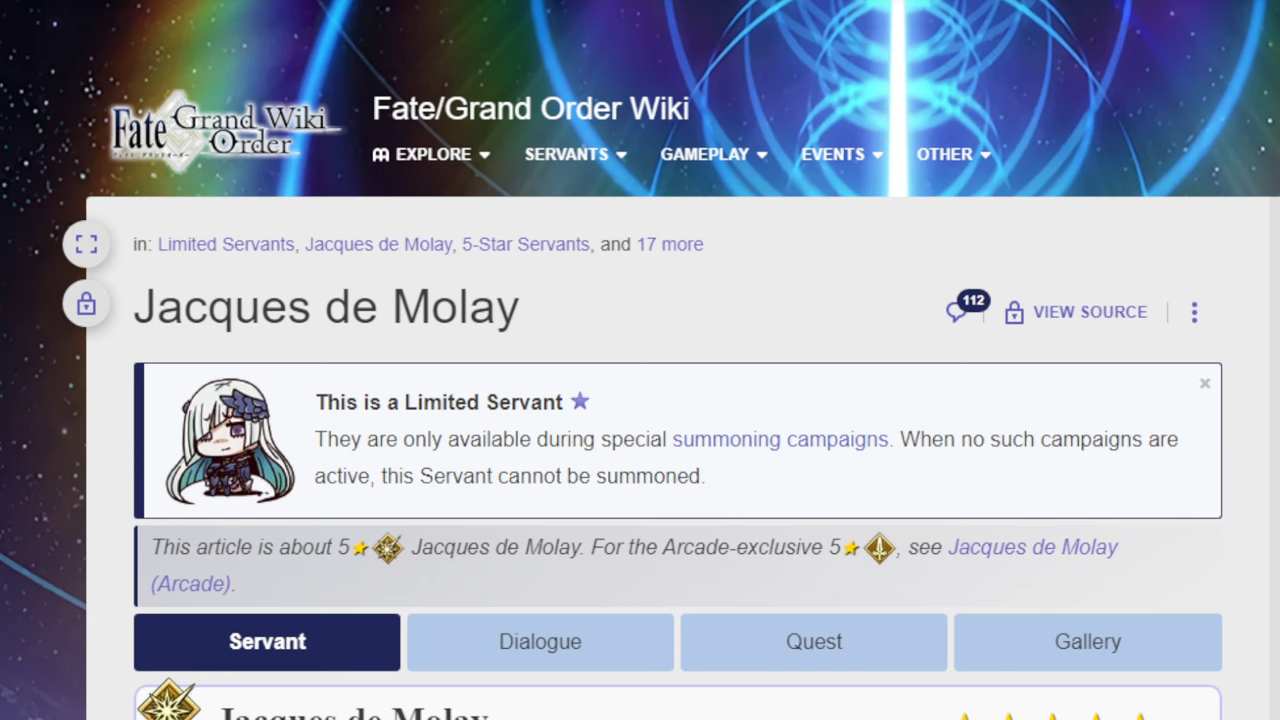 Fate Grand Wiki
Order
Fate/Grand Order Wiki
EXPLORE SERVANTS GAMEPLAY EVENTS OTHER
in: Limited Servants, Jacques de Molay, 5-Star Servants, and 17 more
Jacques de Molay
112
VIEW SOURCE
This is a Limited Servant
They are only available during special summoning campaigns. When no such campaigns are
active, this Servant cannot be summoned.
This article is about 5 Jacques de Molay. For the Arcade-exclusive 5 , see Jacques de Molay
(Arcade).
Servant Dialogue Quest Gallery
Jacques de Molay